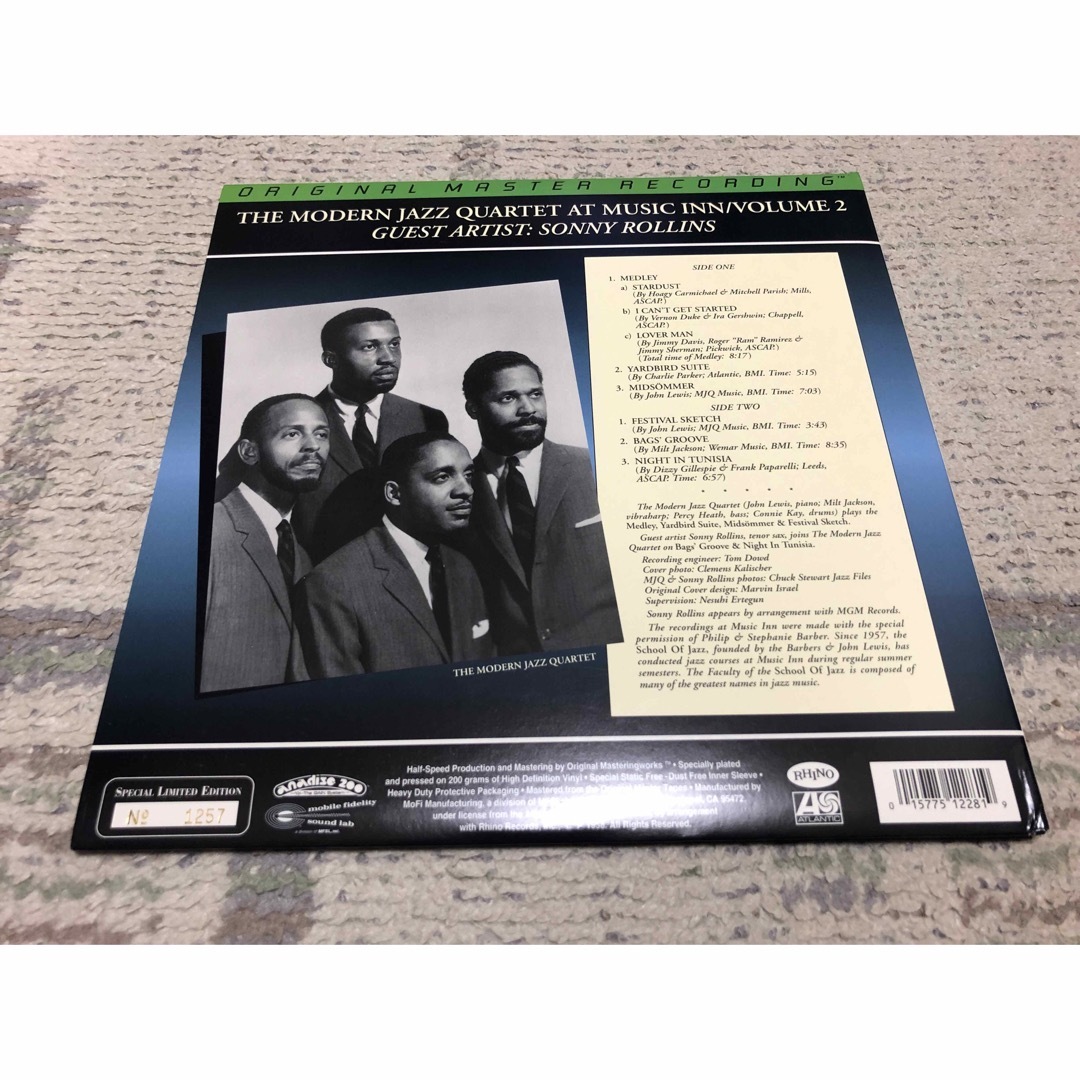 ORIGINAL MASTER RECORDING™
THE MODERN JAZZ QUARTET AT MUSIC INN/VOLUME 2
GUEST ARTIST: SONNY ROLLINS
SIDE ONE
1. MEDLEY
a) STARDUST
(By Hoagy Carmichael & Mitchell Parish; Mills,
ASCAP.)
b) I CAN'T GET STARTED
(By Vernon Duke & Ira Gershwin; Chappell,
ASCAP.)
c) LOVER MAN
(By Jimmy Davis, Roger "Ram" Ramirez &
Jimmy Sherman; Pickwick, ASCAP.)
(Total time of Medley: 8:17)
2. YARDBIRD SUITE
(By Charlie Parker; Atlantic, BMI. Time: 5:15)
3. MIDSÖMMER
(By John Lewis; MJQ Music, BMI. Time: 7:03)
SIDE TWO
1. FESTIVAL SKETCH
(By John Lewis; MJQ Music, BMI. Time: 3:43)
2. BAGS' GROOVE
(By Milt Jackson; Wemar Music, BMI. Time: 8:35)
3. NIGHT IN TUNISIA
(By Dizzy Gillespie & Frank Paparelli; Leeds,
ASCAP. Time: 6:57)
* * * * *
The Modern Jazz Quartet (John Lewis, piano; Milt Jackson,
vibraharp; Percy Heath, bass; Connie Kay, drums) plays the
Medley, Yardbird Suite, Midsömmer & Festival Sketch.
Guest artist Sonny Rollins, tenor sax, joins The Modern Jazz
Quartet on Bags' Groove & Night In Tunisia.
Recording engineer: Tom Dowd
Cover photo: Clemens Kalischer
MJQ & Sonny Rollins photos: Chuck Stewart Jazz Files
Original Cover design: Marvin Israel
Supervision: Nesuhi Ertegun
Sonny Rollins appears by arrangement with MGM Records.
The recordings at Music Inn were made with the special
permission of Philip & Stephanie Barber. Since 1957, the
School Of Jazz, founded by the Barbers & John Lewis, has
conducted jazz courses at Music Inn during regular summer
semesters. The Faculty of the School Of Jazz is composed of
many of the greatest names in jazz music.
THE MODERN JAZZ QUARTET
SPECIAL LIMITED EDITION
No 1257
anadisc 200
mobile fidelity
sound lab
Half-Speed Production and Mastering by Original Masteringworks™ • Specially plated
and pressed on 200 grams of High Definition Vinyl • Special Static Free - Dust Free Inner Sleeve •
Heavy Duty Protective Packaging • Mastered from the Original Master Tapes • Manufactured by
MoFi Manufacturing, a division of CA 95472
under license from the
with Rhino Records, All Rights Reserved.
RHINO
ATLANTIC
0 15775 12281 9